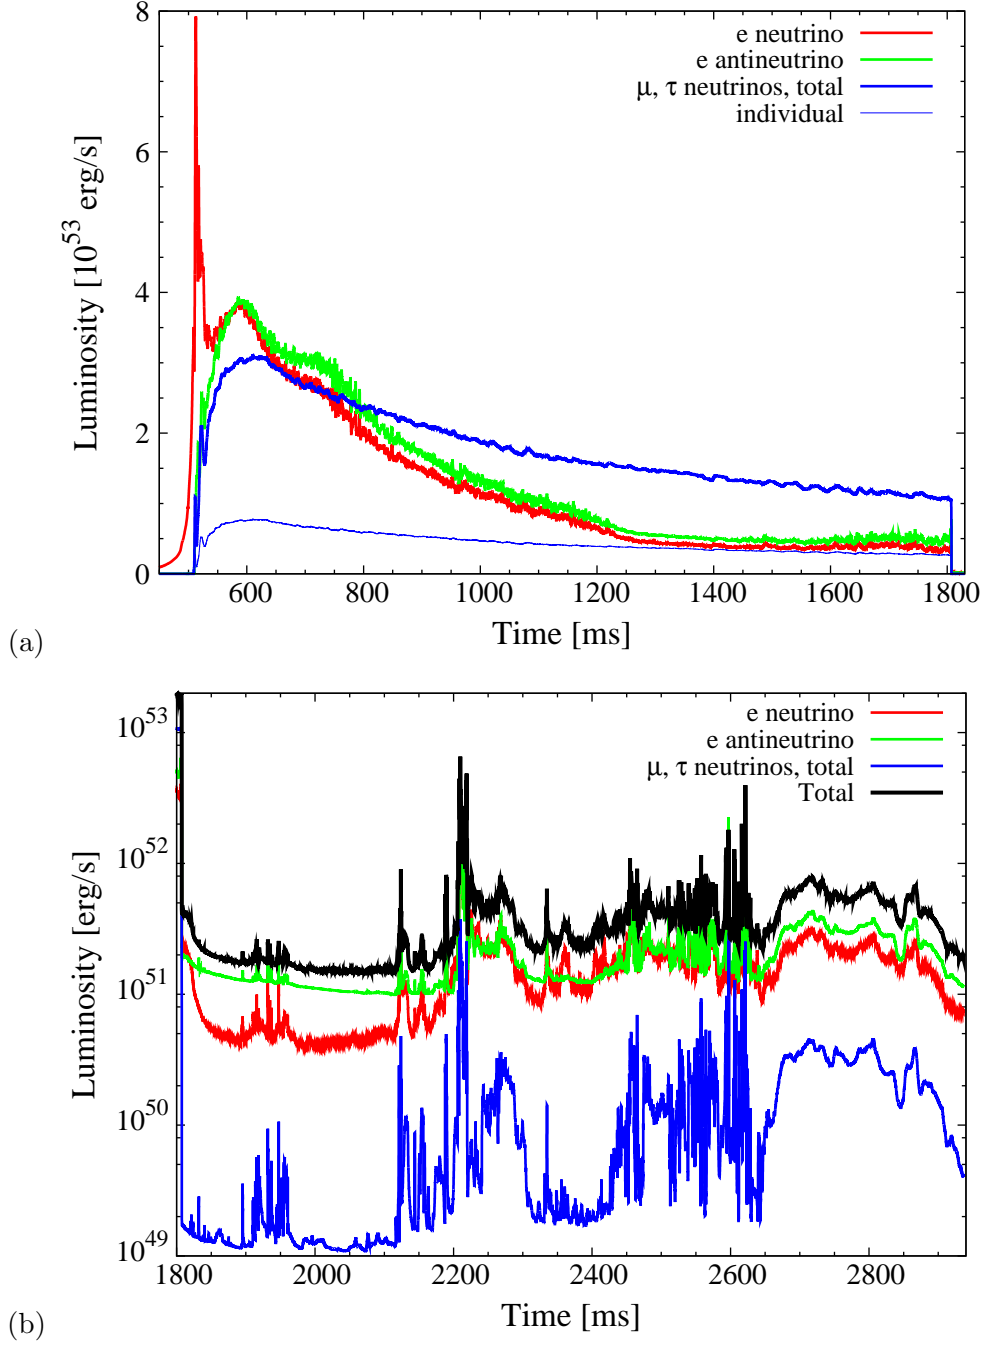 8
6
4
2
0
Luminosity [10^53 erg/s]
e neutrino
e antineutrino
μ, τ neutrinos, total
individual
600 800 1000 1200 1400 1600 1800
Time [ms]
(a)
10^53
10^52
10^51
10^50
10^49
Luminosity [erg/s]
e neutrino
e antineutrino
μ, τ neutrinos, total
Total
1800 2000 2200 2400 2600 2800
Time [ms]
(b)